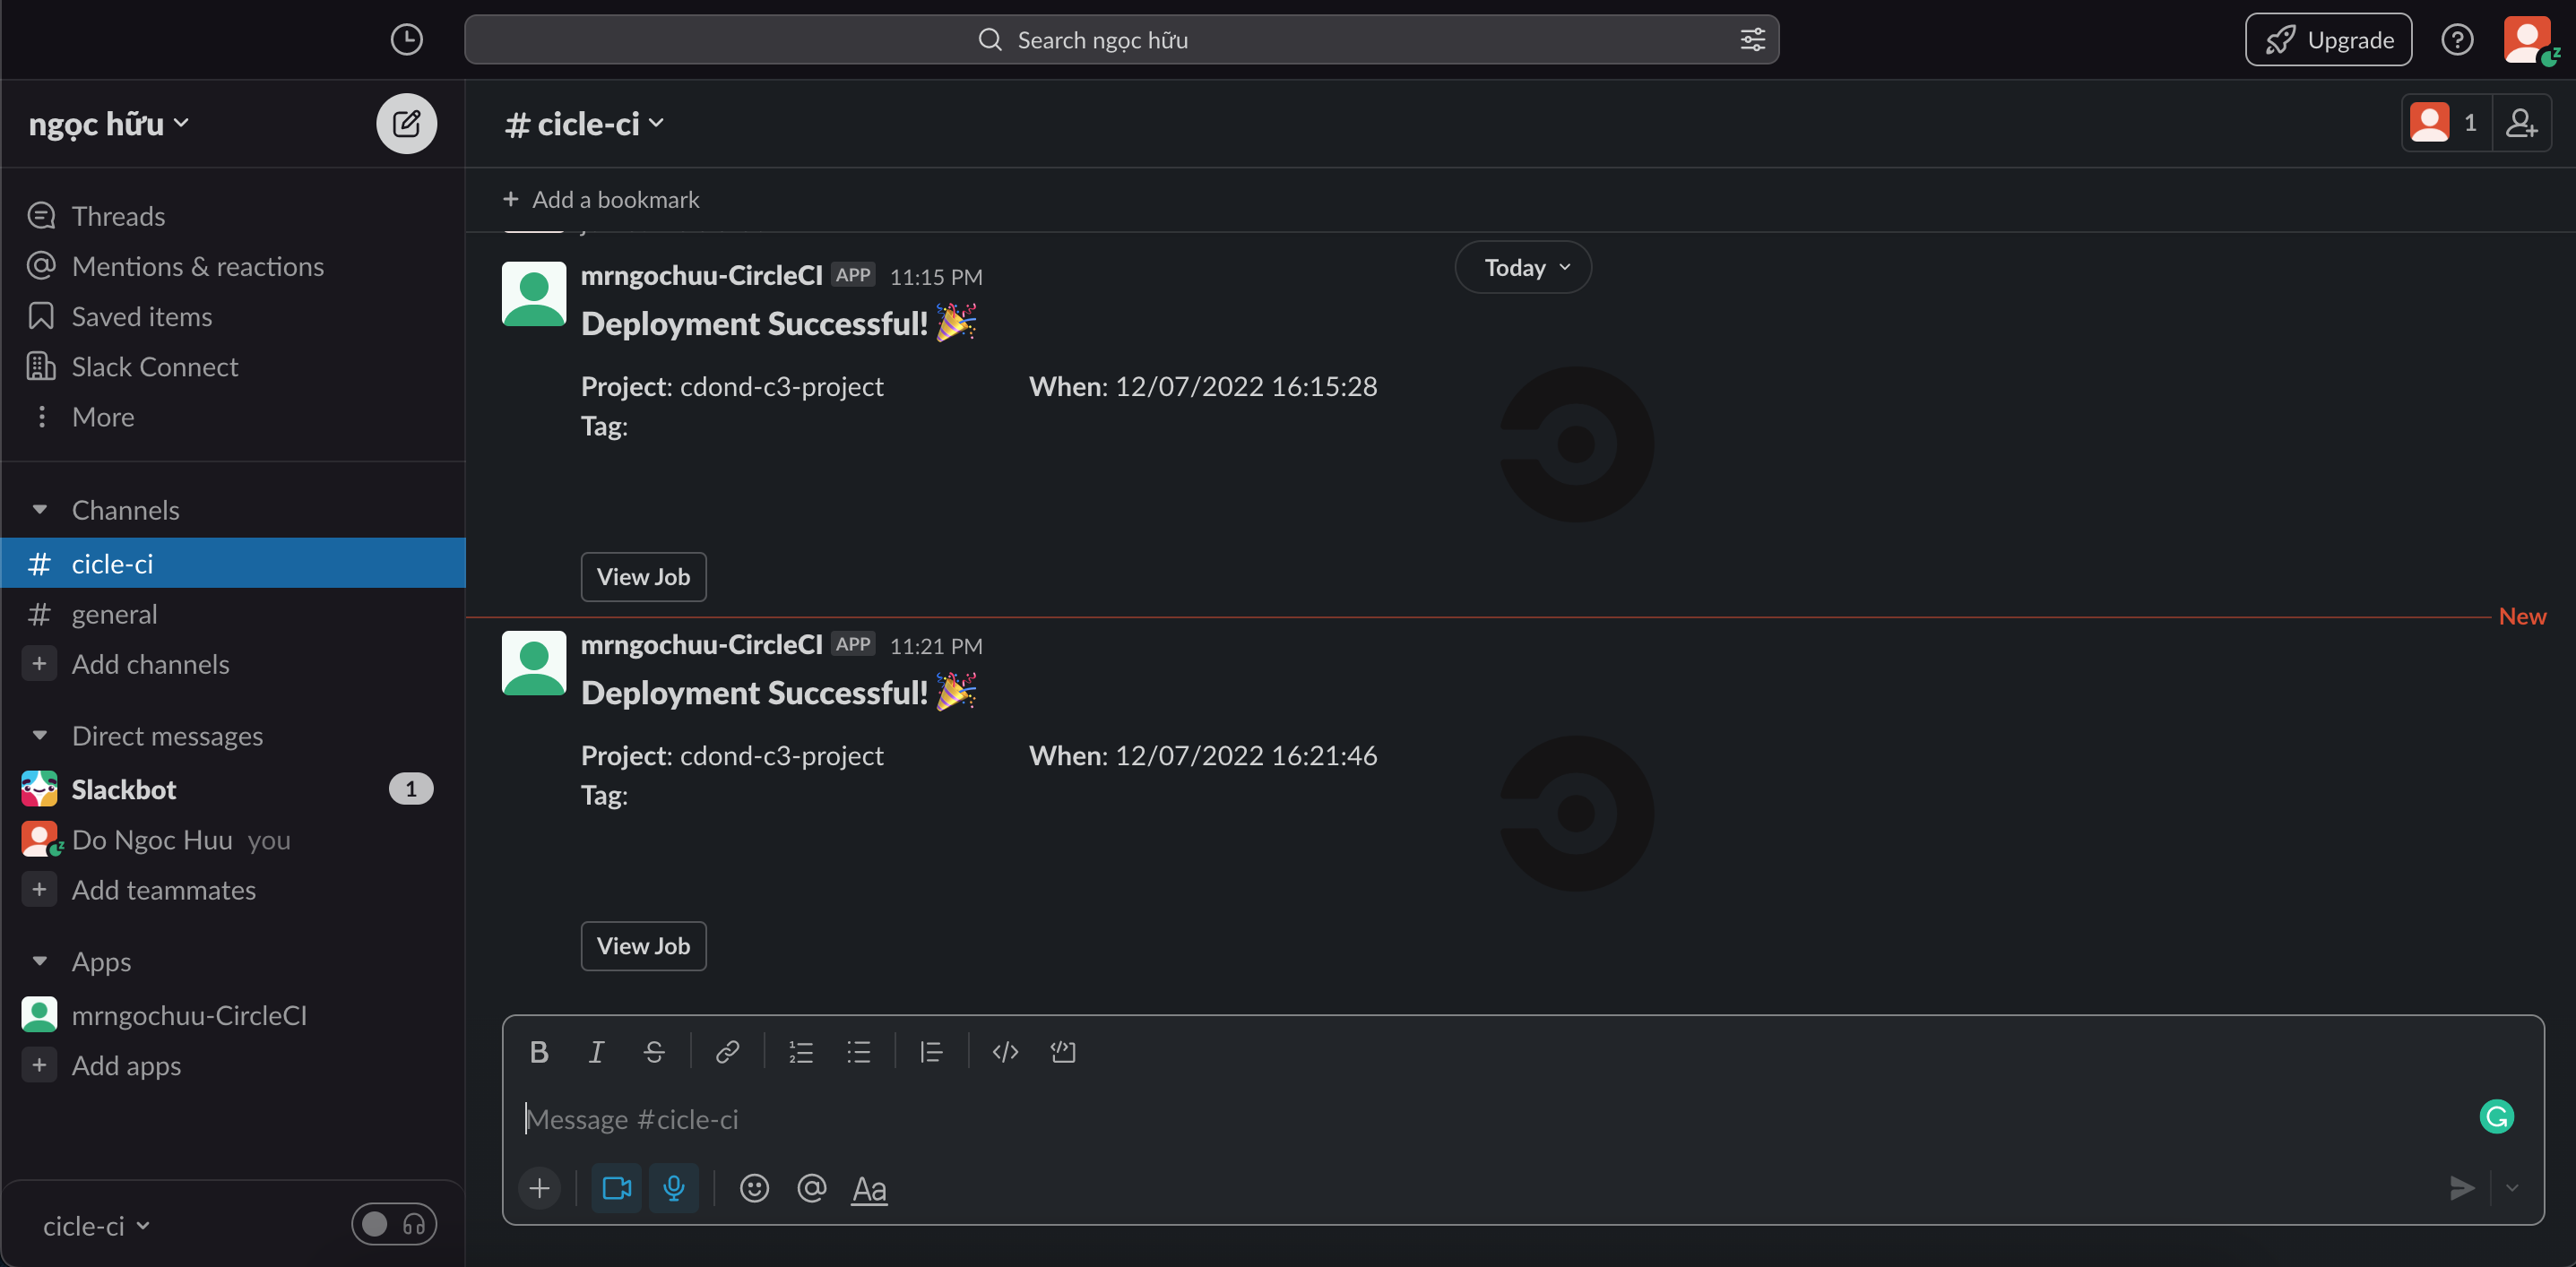 Search ngọc hữu
Upgrade
ngọc hữu
# cicle-ci
1
+ Add a bookmark
Threads
Mentions & reactions
Saved items
Slack Connect
More
Channels
# cicle-ci
# general
+ Add channels
Direct messages
Slackbot 1
Do Ngoc Huu you
+ Add teammates
Apps
mrngochuu-CircleCI
+ Add apps
cicle-ci
Today
mrngochuu-CircleCI APP 11:15 PM
Deployment Successful! 🎉
Project: cdond-c3-project When: 12/07/2022 16:15:28
Tag:
View Job
New
mrngochuu-CircleCI APP 11:21 PM
Deployment Successful! 🎉
Project: cdond-c3-project When: 12/07/2022 16:21:46
Tag:
View Job
B I S
Message #cicle-ci
+ @ Aa